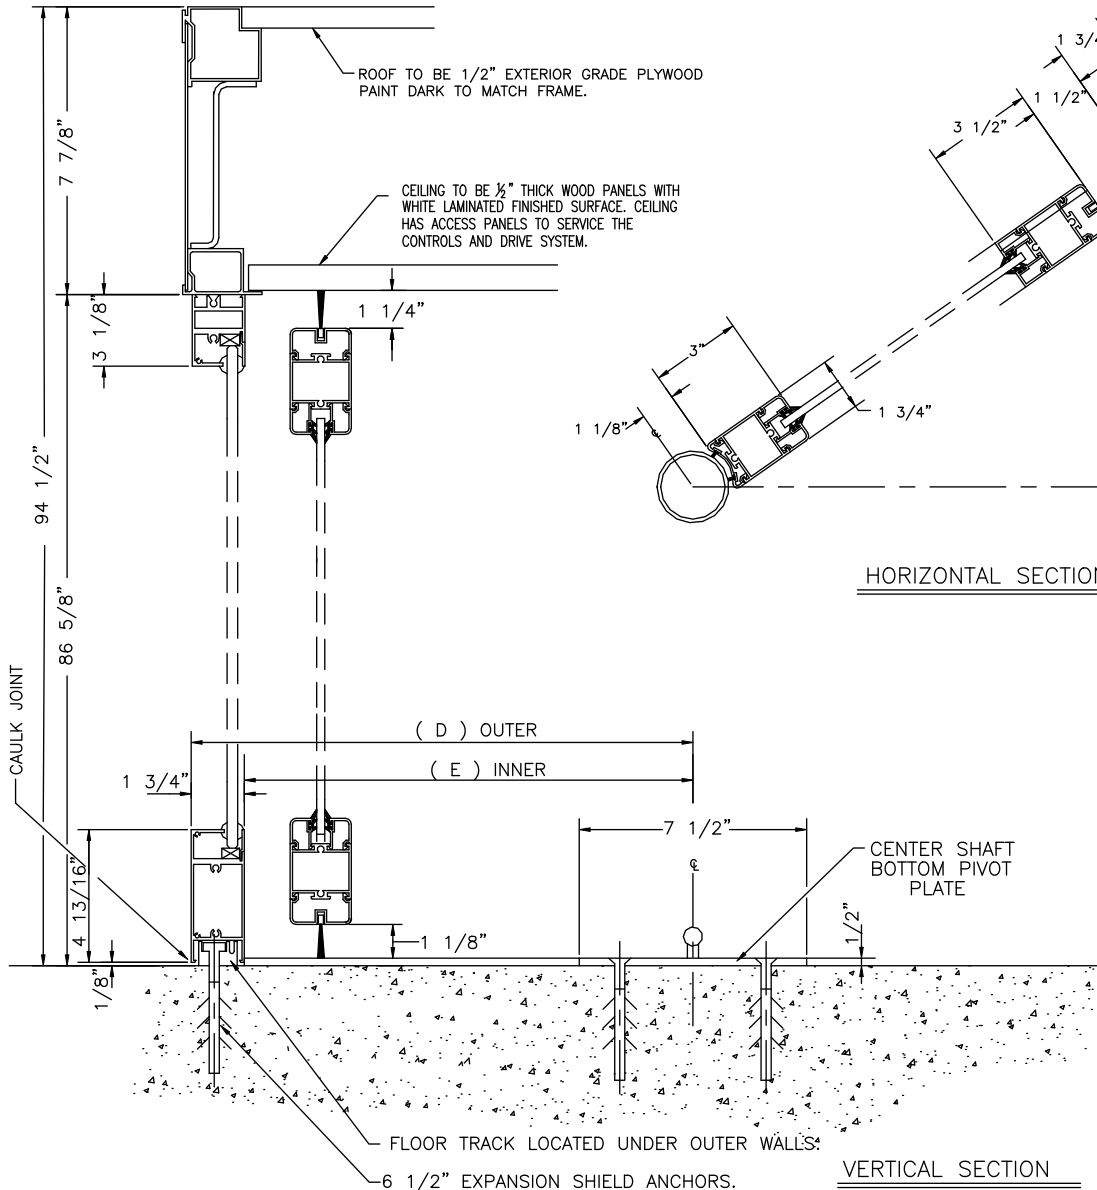 ROOF TO BE 1/2" EXTERIOR GRADE PLYWOOD
PAINT DARK TO MATCH FRAME.
7 7/8"
CEILING TO BE ½" THICK WOOD PANELS WITH
WHITE LAMINATED FINISHED SURFACE. CEILING
HAS ACCESS PANELS TO SERVICE THE
CONTROLS AND DRIVE SYSTEM.
3 1/8"
1 1/4"
94 1/2"
86 5/8"
1 3/4
1 1/2"
3 1/2"
3"
1 1/8"
℄
1 3/4"
HORIZONTAL SECTION
CAULK JOINT
( D ) OUTER
( E ) INNER
1 3/4"
7 1/2"
℄
CENTER SHAFT
BOTTOM PIVOT
PLATE
4 13/16"
1 1/8"
1/2"
1/8"
FLOOR TRACK LOCATED UNDER OUTER WALLS.
6 1/2" EXPANSION SHIELD ANCHORS.
VERTICAL SECTION